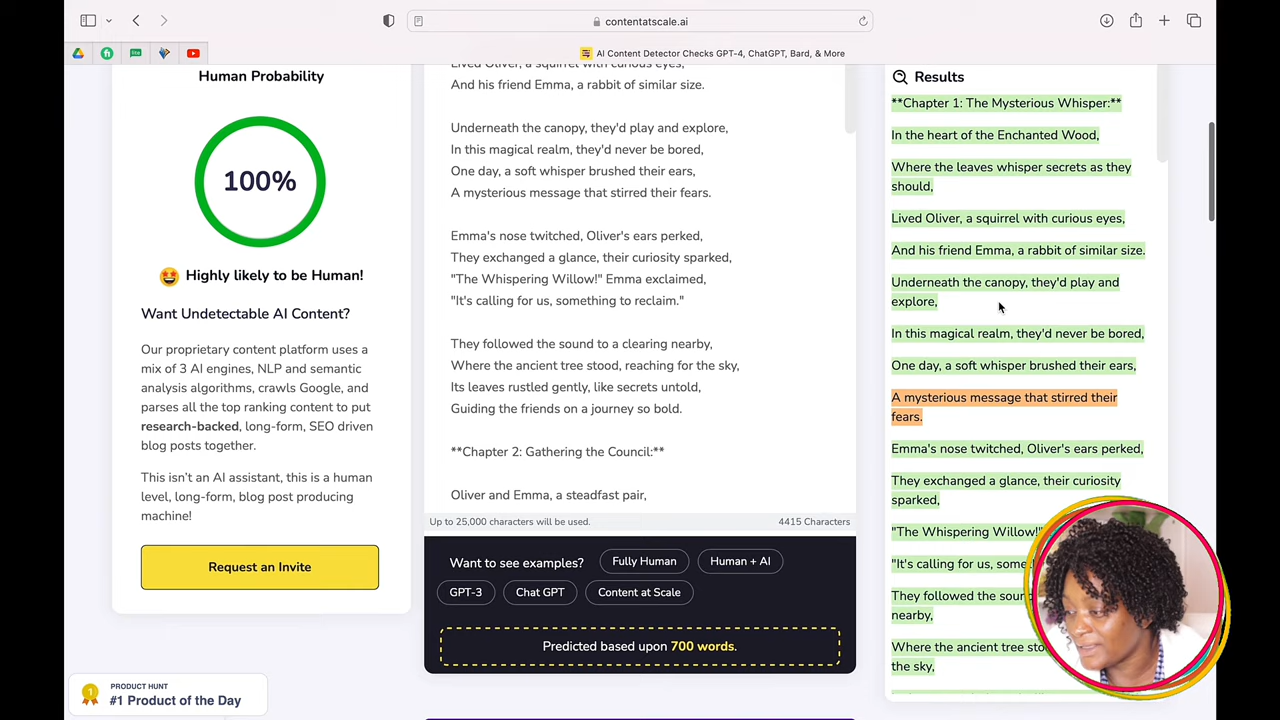 contentatscale.ai
AI Content Detector Checks GPT-4, ChatGPT, Bard, & More
Human Probability
100%
Highly likely to be Human!
Want Undetectable AI Content?
Our proprietary content platform uses a
mix of 3 AI engines, NLP and semantic
analysis algorithms, crawls Google, and
parses all the top ranking content to put
research-backed, long-form, SEO driven
blog posts together.
This isn't an AI assistant, this is a human
level, long-form, blog post producing
machine!
Request an Invite
PRODUCT HUNT
#1 Product of the Day
1
Lived Oliver, a squirrel with curious eyes,
And his friend Emma, a rabbit of similar size.
Underneath the canopy, they'd play and explore,
In this magical realm, they'd never be bored,
One day, a soft whisper brushed their ears,
A mysterious message that stirred their fears.
Emma's nose twitched, Oliver's ears perked,
They exchanged a glance, their curiosity sparked,
"The Whispering Willow!" Emma exclaimed,
"It's calling for us, something to reclaim."
They followed the sound to a clearing nearby,
Where the ancient tree stood, reaching for the sky,
Its leaves rustled gently, like secrets untold,
Guiding the friends on a journey so bold.
**Chapter 2: Gathering the Council:**
Oliver and Emma, a steadfast pair,
Up to 25,000 characters will be used.
4415 Characters
Want to see examples?
Fully Human
Human + AI
GPT-3
Chat GPT
Content at Scale
Predicted based upon 700 words.
Results
**Chapter 1: The Mysterious Whisper:**
In the heart of the Enchanted Wood,
Where the leaves whisper secrets as they
should,
Lived Oliver, a squirrel with curious eyes,
And his friend Emma, a rabbit of similar size.
Underneath the canopy, they'd play and
explore,
In this magical realm, they'd never be bored,
One day, a soft whisper brushed their ears,
A mysterious message that stirred their
fears.
Emma's nose twitched, Oliver's ears perked,
They exchanged a glance, their curiosity
sparked,
"The Whispering Willow!"
"It's calling for us,
They followed the
nearby,
Where the ancient tree
the sky,